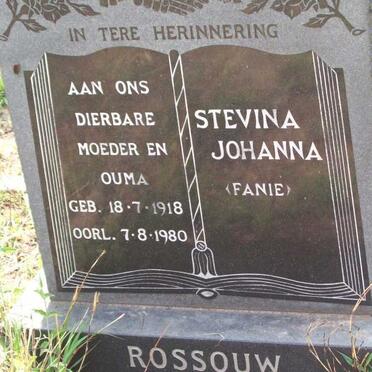 IN TERE HERINNERING
AAN ONS
DIERBARE
MOEDER EN
OUMA
GEB. 18·7·1918
OORL. 7·8·1980
STEVINA
JOHANNA
(FANIE)
ROSSOUW